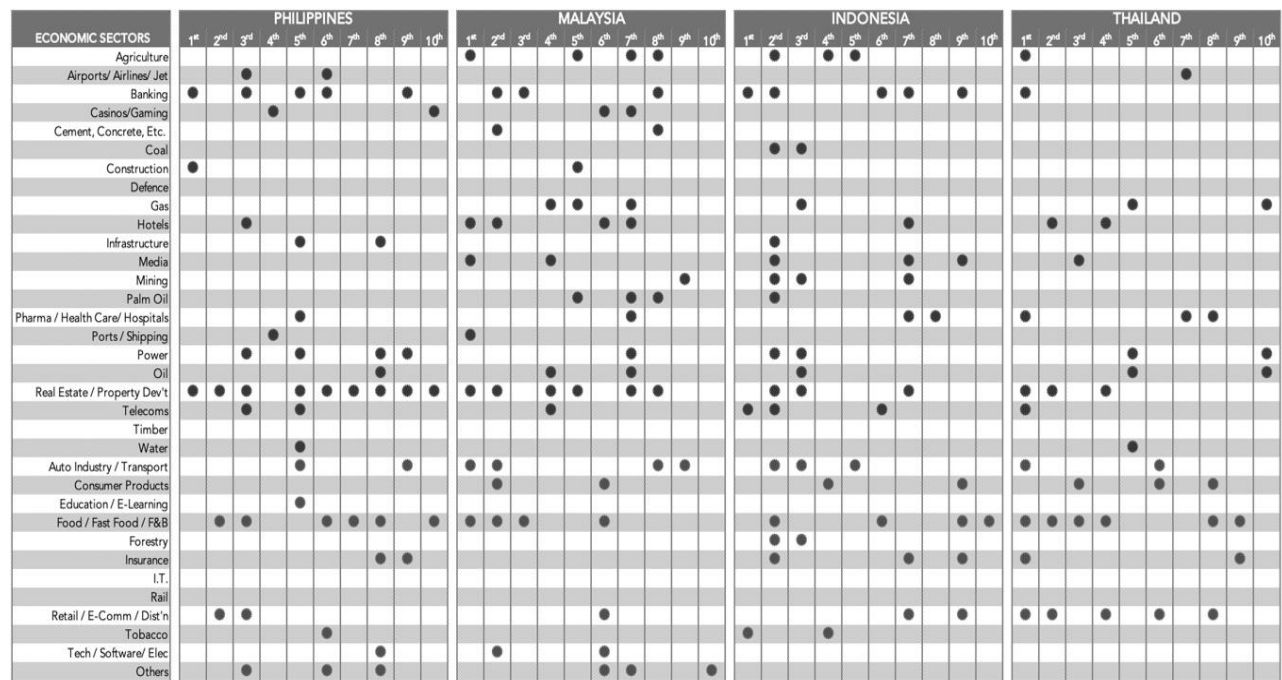 PHILIPPINES MALAYSIA INDONESIA THAILAND
ECONOMIC SECTORS 1st 2nd 3rd 4th 5th 6th 7th 8th 9th 10th 1st 2nd 3rd 4th 5th 6th 7th 8th 9th 10th 1st 2nd 3rd 4th 5th 6th 7th 8th 9th 10th 1st 2nd 3rd 4th 5th 6th 7th 8th 9th 10th
Agriculture
Airports/ Airlines/ Jet
Banking
Casinos/Gaming
Cement, Concrete, Etc.
Coal
Construction
Defence
Gas
Hotels
Infrastructure
Media
Mining
Palm Oil
Pharma / Health Care/ Hospitals
Ports / Shipping
Power
Oil
Real Estate / Property Dev't
Telecoms
Timber
Water
Auto Industry / Transport
Consumer Products
Education / E-Learning
Food / Fast Food / F&B
Forestry
Insurance
I.T.
Rail
Retail / E-Comm / Dist'n
Tobacco
Tech / Software/ Elec
Others